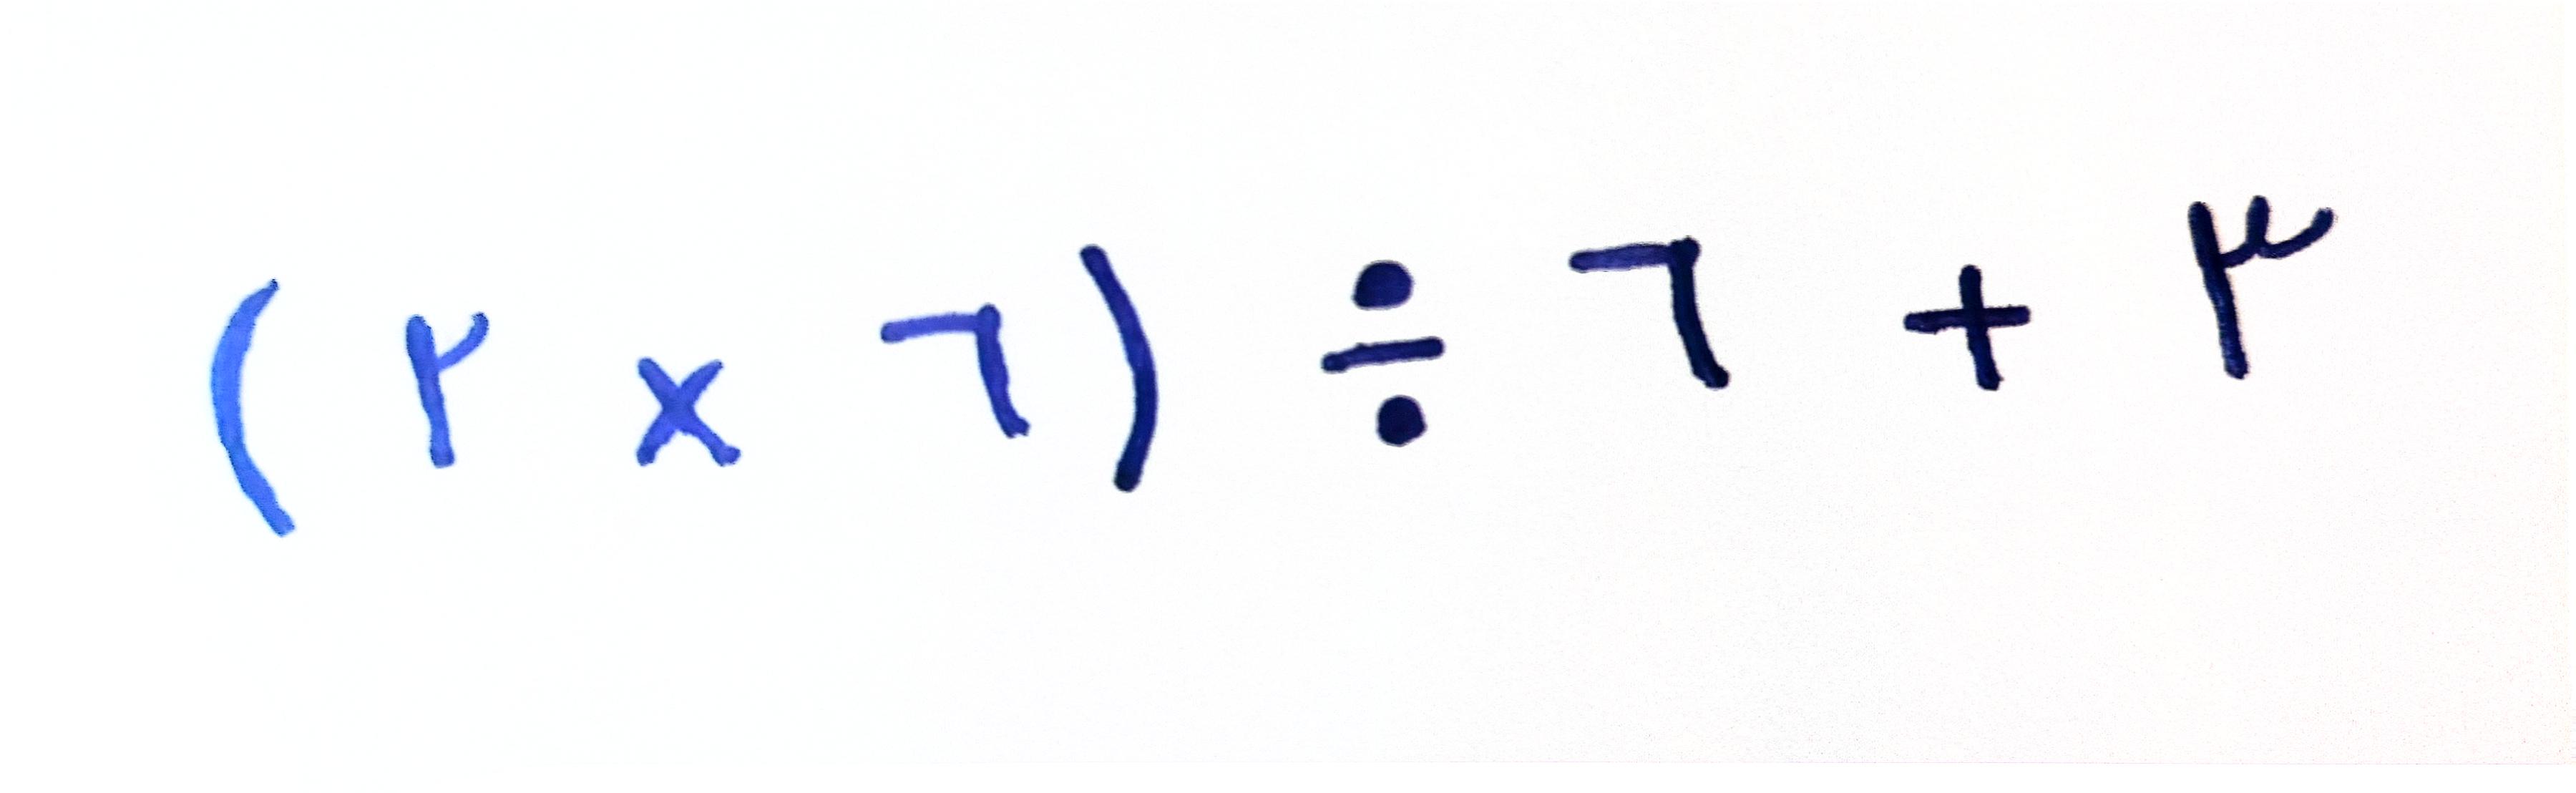 (٢ × ٦) ÷ ٦ + ٣